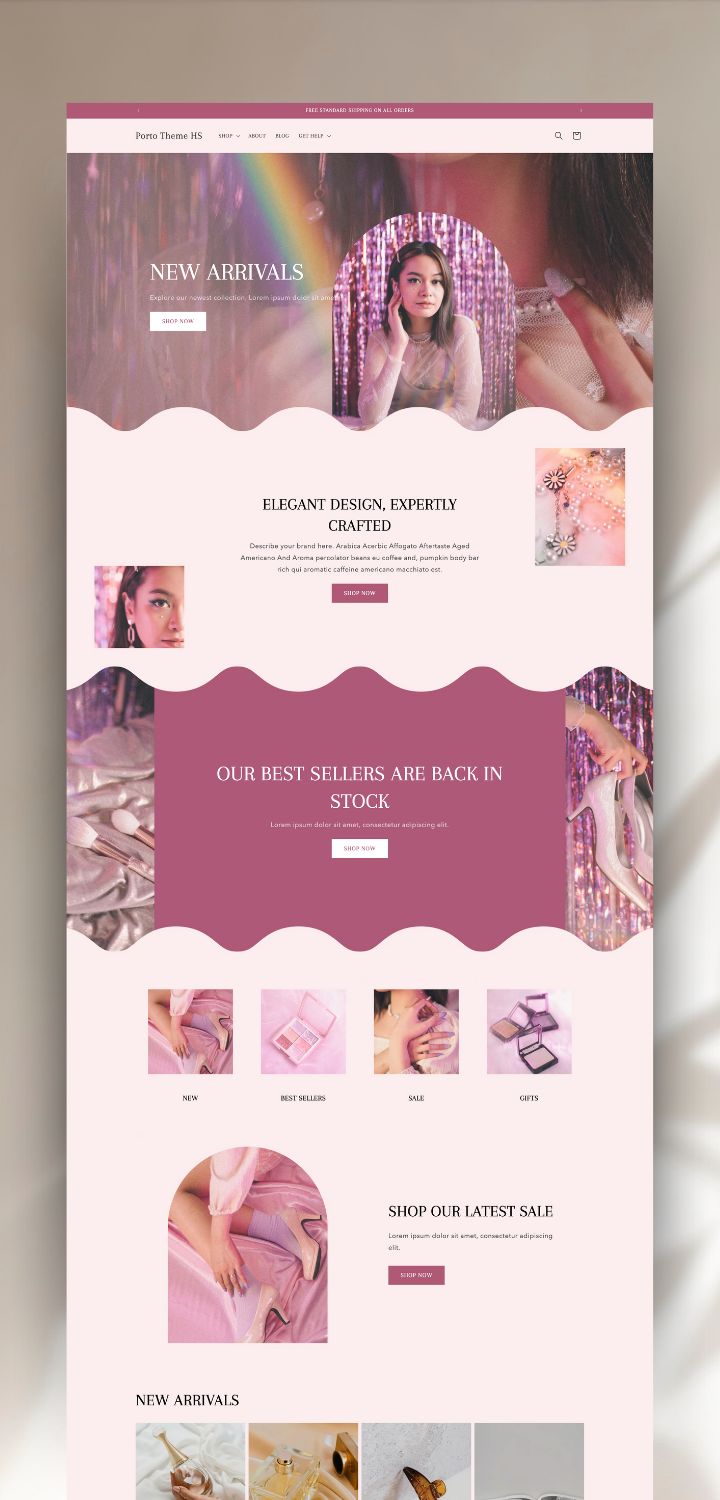 FREE STANDARD SHIPPING ON ALL ORDERS
Porto Theme HS
SHOP
ABOUT
BLOG
GET HELP
NEW ARRIVALS
Explore our newest collection. Lorem ipsum dolor sit amet
SHOP NOW
ELEGANT DESIGN, EXPERTLY
CRAFTED
Describe your brand here. Arabica Acerbic Affogato Aftertaste Aged
Americano And Aroma percolator beans eu coffee and, pumpkin body bar
rich qui aromatic caffeine americano macchiato est.
SHOP NOW
OUR BEST SELLERS ARE BACK IN
STOCK
Lorem ipsum dolor sit amet, consectetur adipiscing elit.
SHOP NOW
NEW
BEST SELLERS
SALE
GIFTS
SHOP OUR LATEST SALE
Lorem ipsum dolor sit amet, consectetur adipiscing
elit.
SHOP NOW
NEW ARRIVALS